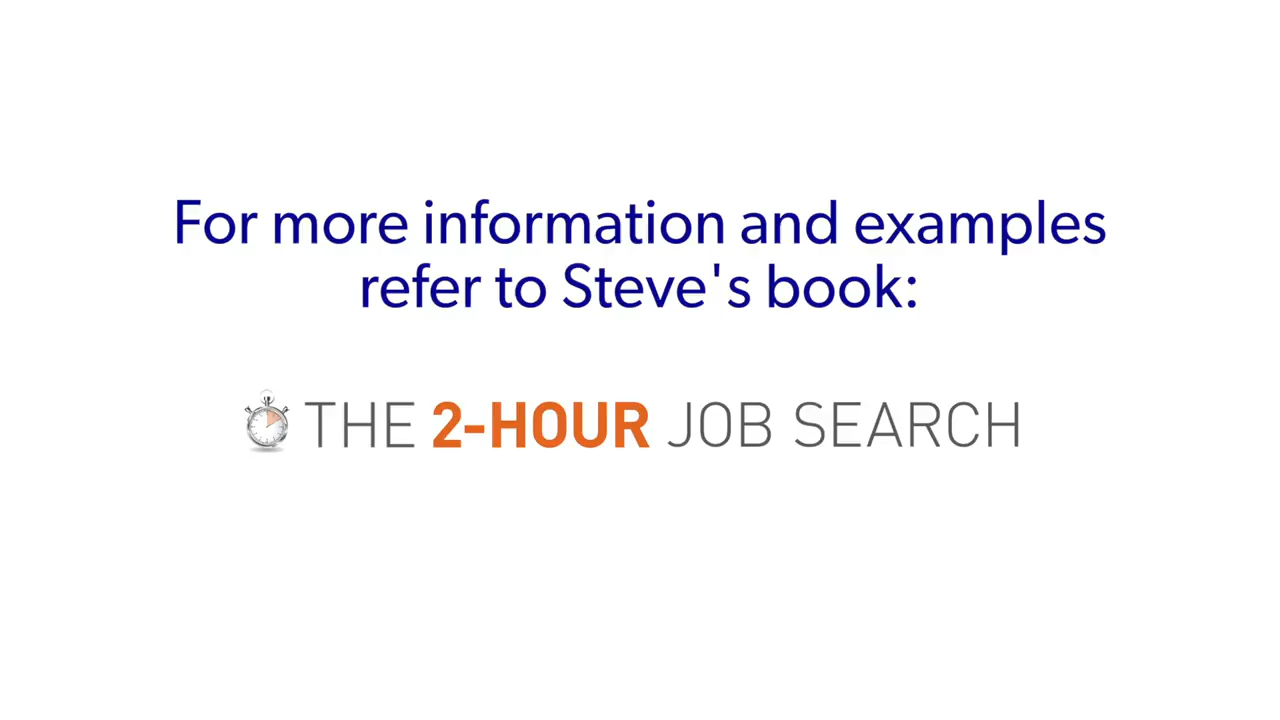 For more information and examples
refer to Steve's book:
THE 2-HOUR JOB SEARCH